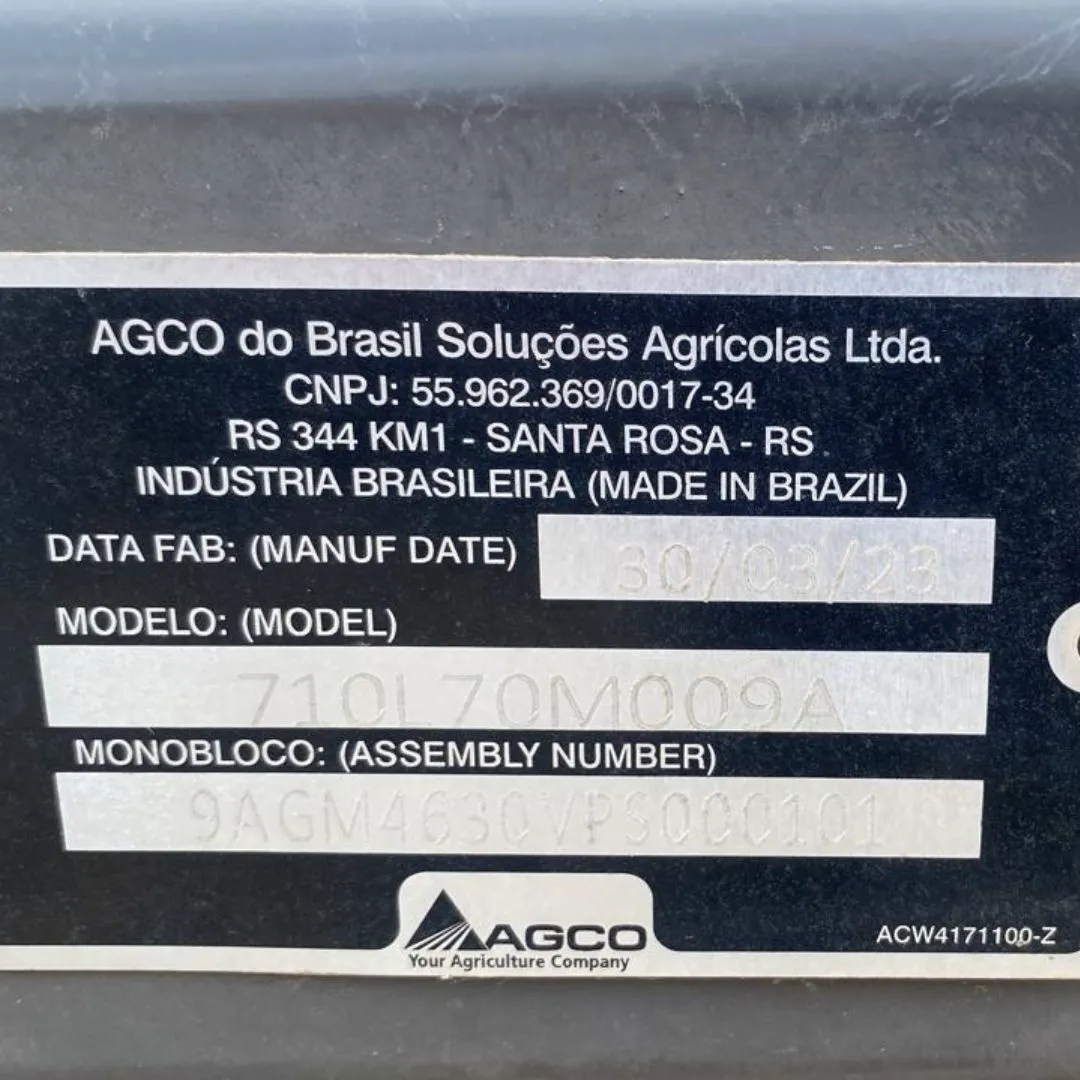 AGCO do Brasil Soluções Agrícolas Ltda.
CNPJ: 55.962.369/0017-34
RS 344 KM1 - SANTA ROSA - RS
INDÚSTRIA BRASILEIRA (MADE IN BRAZIL)
DATA FAB: (MANUF DATE) 30/03/23
MODELO: (MODEL)
710L70M009A
MONOBLOCO: (ASSEMBLY NUMBER)
9AGM4630VPS000101
AGCO
Your Agriculture Company
ACW4171100-Z